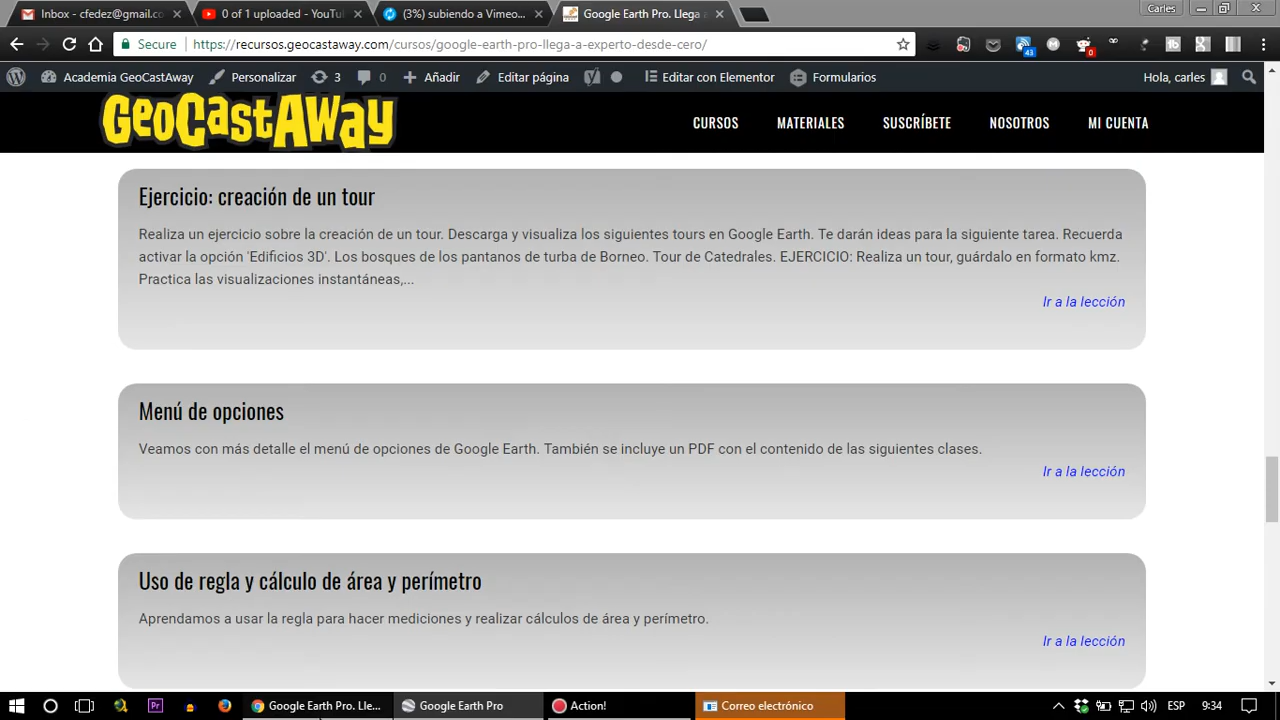 Inbox - cfedez@gmail.co
0 of 1 uploaded - YouTu
(3%) subiendo a Vimeo...
Google Earth Pro. Llega a
Carles
Secure
https://recursos.geocastaway.com/cursos/google-earth-pro-llega-a-experto-desde-cero/
43
0
Academia GeoCastAway
Personalizar
3
0
Añadir
Editar página
Editar con Elementor
Formularios
Hola, carles
GeoCastAway
CURSOS
MATERIALES
SUSCRÍBETE
NOSOTROS
MI CUENTA
Ejercicio: creación de un tour
Realiza un ejercicio sobre la creación de un tour. Descarga y visualiza los siguientes tours en Google Earth. Te darán ideas para la siguiente tarea. Recuerda
activar la opción 'Edificios 3D'. Los bosques de los pantanos de turba de Borneo. Tour de Catedrales. EJERCICIO: Realiza un tour, guárdalo en formato kmz.
Practica las visualizaciones instantáneas,...
Ir a la lección
Menú de opciones
Veamos con más detalle el menú de opciones de Google Earth. También se incluye un PDF con el contenido de las siguientes clases.
Ir a la lección
Uso de regla y cálculo de área y perímetro
Aprendamos a usar la regla para hacer mediciones y realizar cálculos de área y perímetro.
Ir a la lección
Pr
Google Earth Pro. Lle...
Google Earth Pro
Action!
Correo electrónico
ESP
9:34